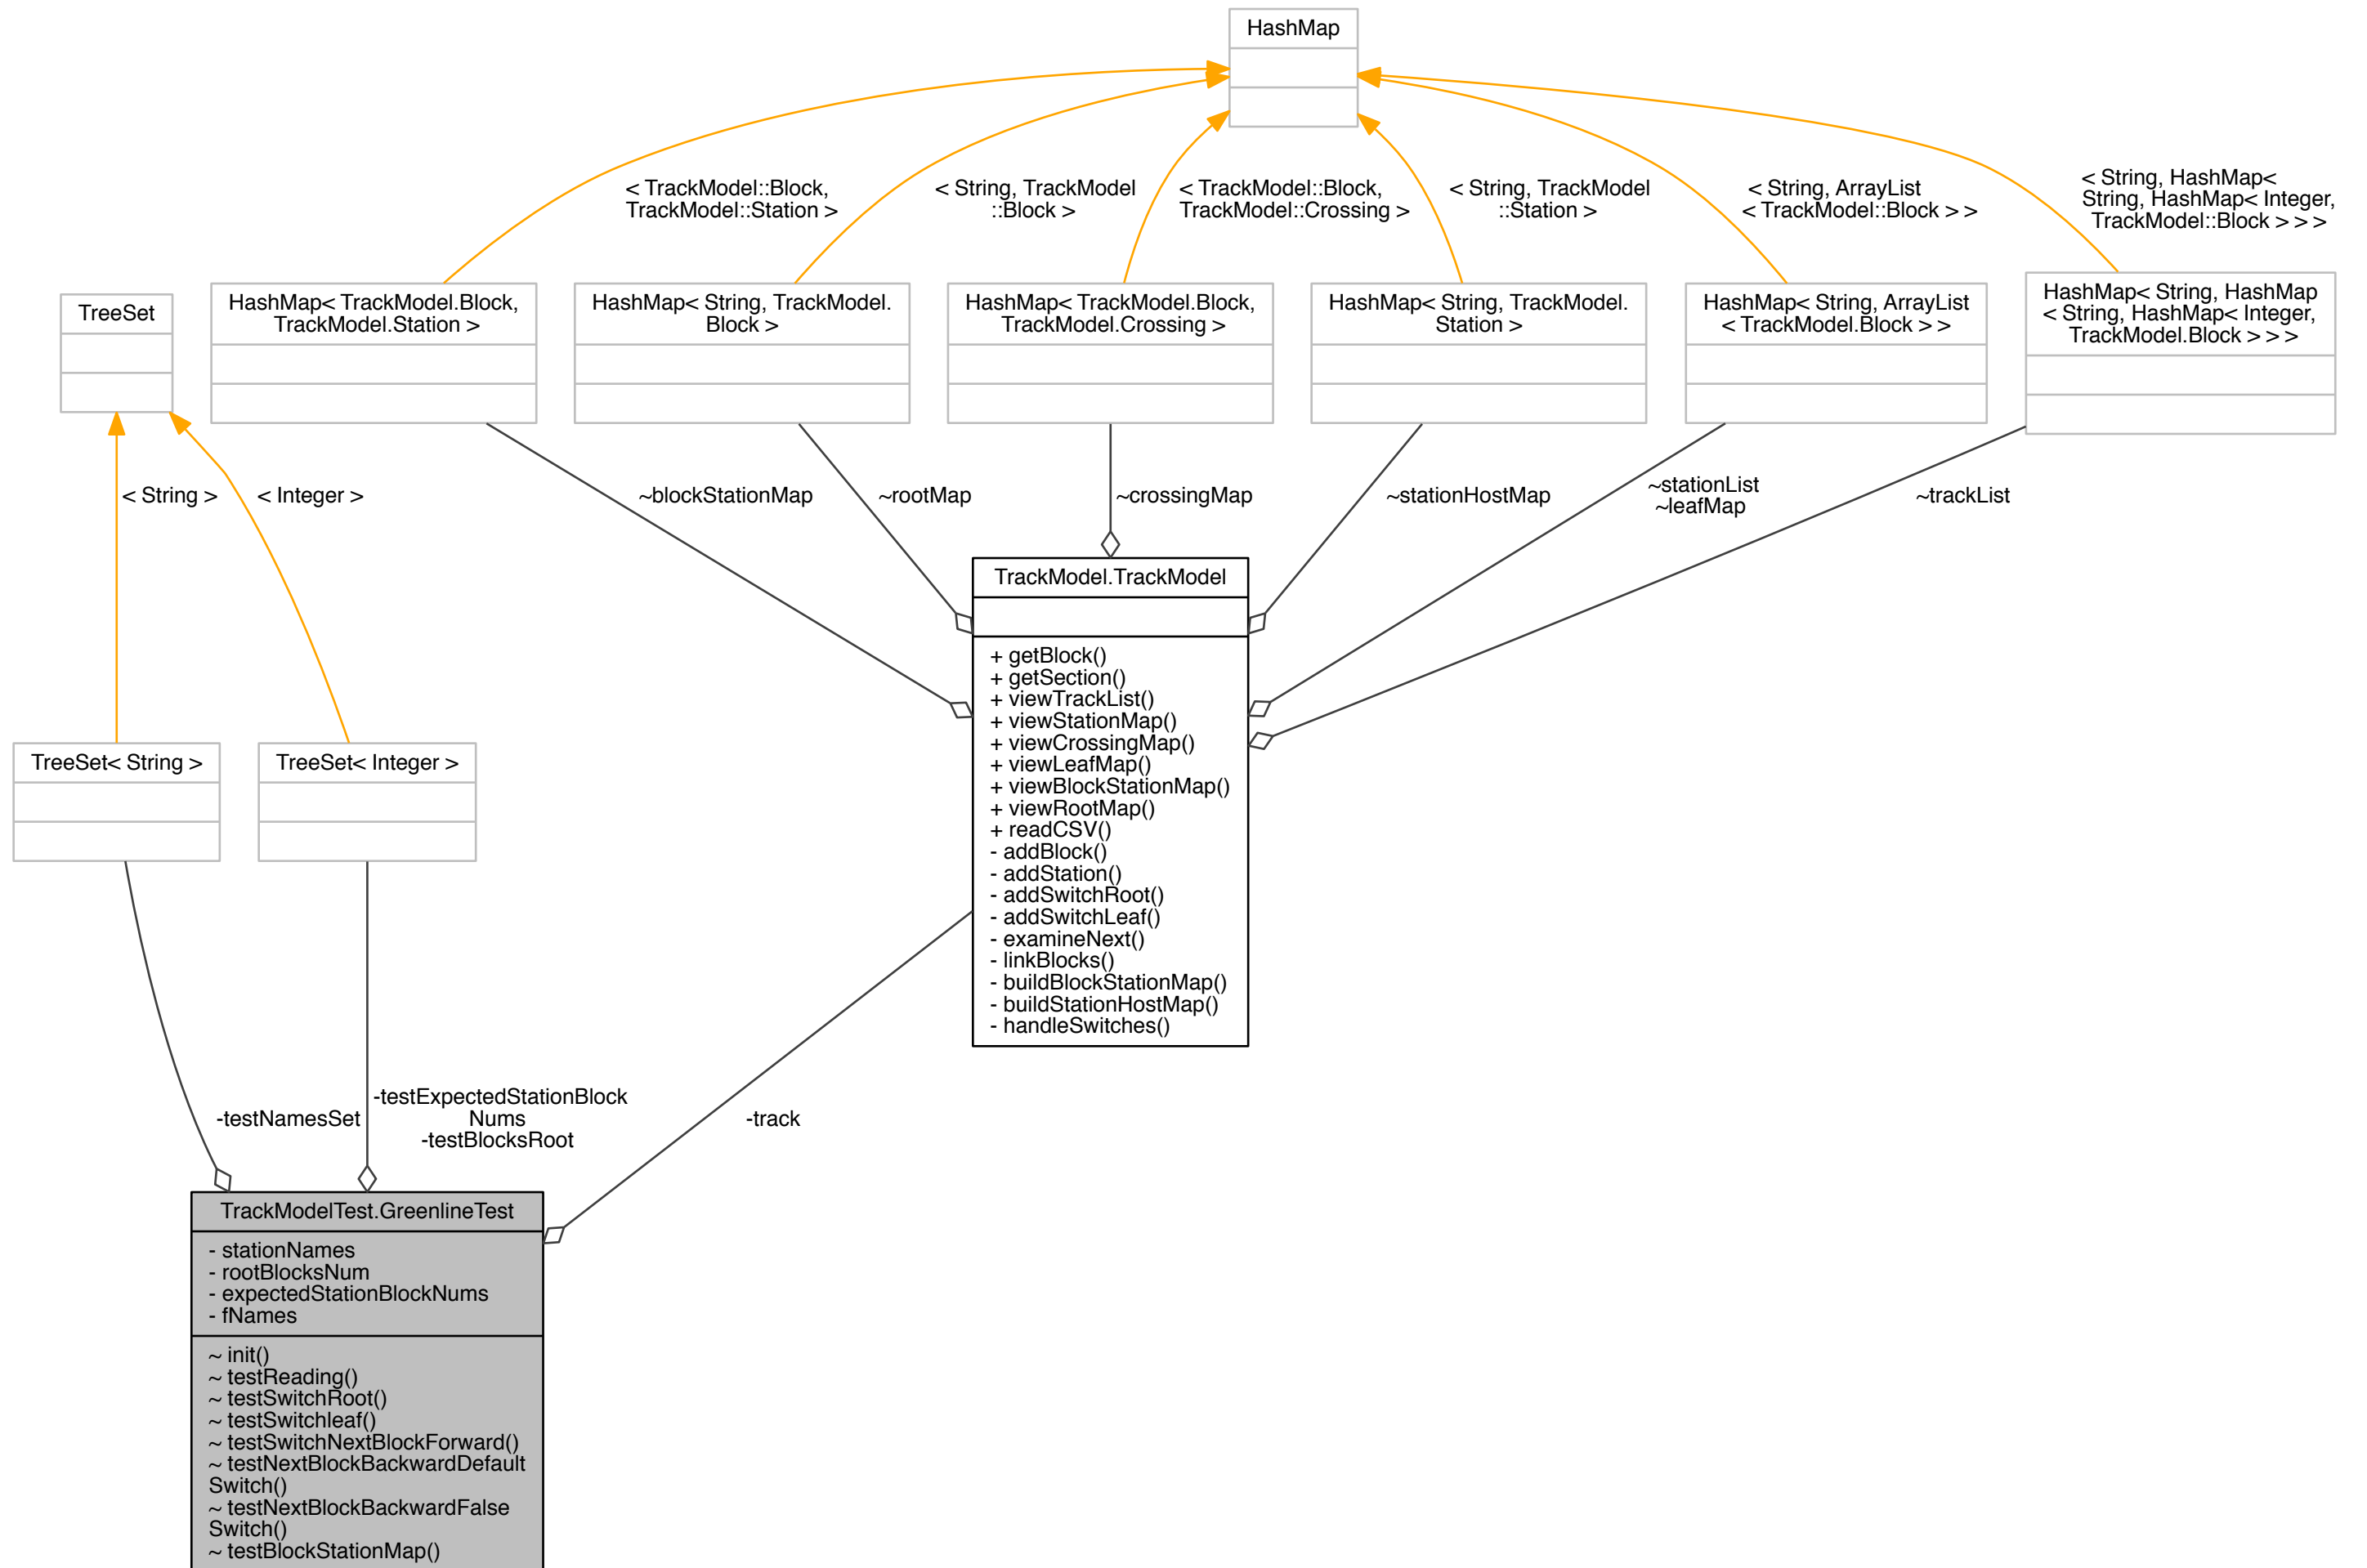 HashMap
< TrackModel::Block,
TrackModel::Station >
< String, TrackModel
::Block >
< TrackModel::Block,
TrackModel::Crossing >
< String, TrackModel
::Station >
< String, ArrayList
< TrackModel::Block > >
< String, HashMap<
String, HashMap< Integer,
TrackModel::Block > > >
TreeSet
HashMap< TrackModel.Block,
TrackModel.Station >
HashMap< String, TrackModel.
Block >
HashMap< TrackModel.Block,
TrackModel.Crossing >
HashMap< String, TrackModel.
Station >
HashMap< String, ArrayList
< TrackModel.Block > >
HashMap< String, HashMap
< String, HashMap< Integer,
TrackModel.Block > > >
< String >
< Integer >
~blockStationMap
~rootMap
~crossingMap
~stationHostMap
~stationList
~leafMap
~trackList
TrackModel.TrackModel
+ getBlock()
+ getSection()
+ viewTrackList()
+ viewStationMap()
+ viewCrossingMap()
+ viewLeafMap()
+ viewBlockStationMap()
+ viewRootMap()
+ readCSV()
- addBlock()
- addStation()
- addSwitchRoot()
- addSwitchLeaf()
- examineNext()
- linkBlocks()
- buildBlockStationMap()
- buildStationHostMap()
- handleSwitches()
TreeSet< String >
TreeSet< Integer >
-testNamesSet
-testExpectedStationBlock
Nums
-testBlocksRoot
-track
TrackModelTest.GreenlineTest
- stationNames
- rootBlocksNum
- expectedStationBlockNums
- fNames
~ init()
~ testReading()
~ testSwitchRoot()
~ testSwitchleaf()
~ testSwitchNextBlockForward()
~ testNextBlockBackwardDefault
Switch()
~ testNextBlockBackwardFalse
Switch()
~ testBlockStationMap()